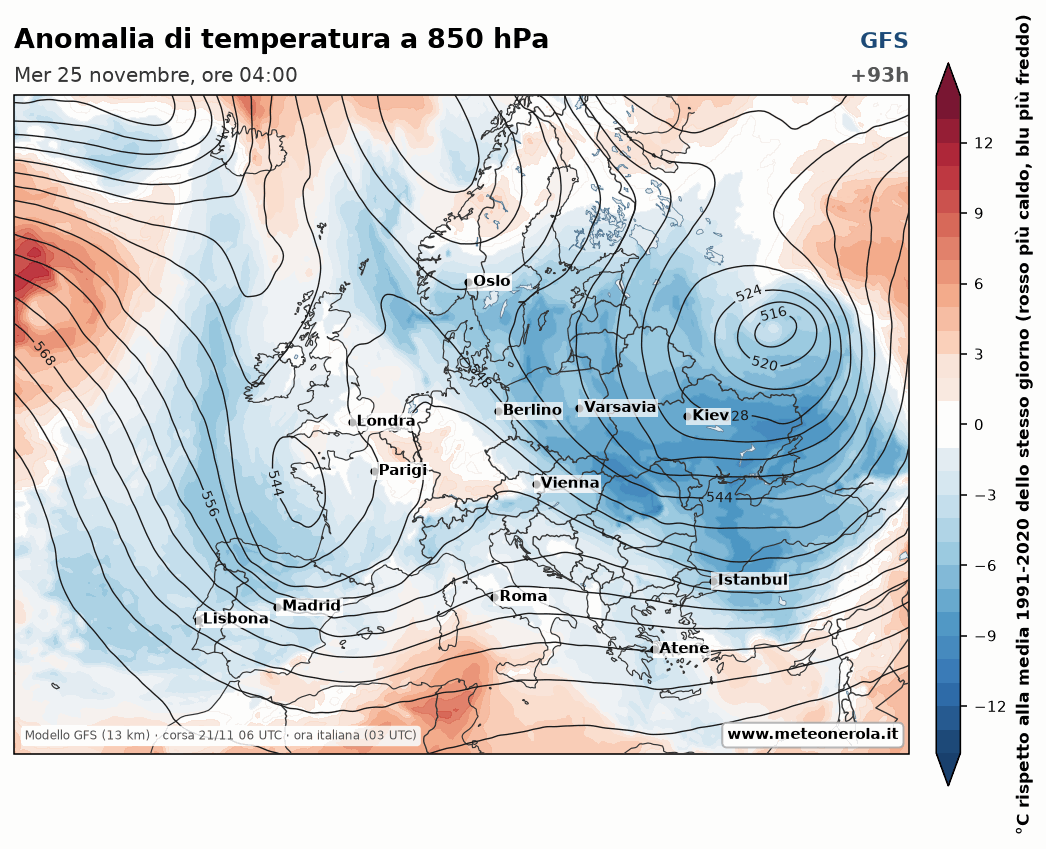 Anomalia di temperatura a 850 hPa
GFS
Mer 25 novembre, ore 04:00
+93h
524
516
520
568
Oslo
Berlino
Varsavia
Kiev
28
Londra
Parigi
Vienna
544
544
556
Istanbul
Madrid
Roma
Lisbona
Atene
Modello GFS (13 km) · corsa 21/11 06 UTC · ora italiana (03 UTC)
www.meteonerola.it
12
9
6
3
0
−3
−6
−9
−12
°C rispetto alla media 1991-2020 dello stesso giorno (rosso più caldo, blu più freddo)